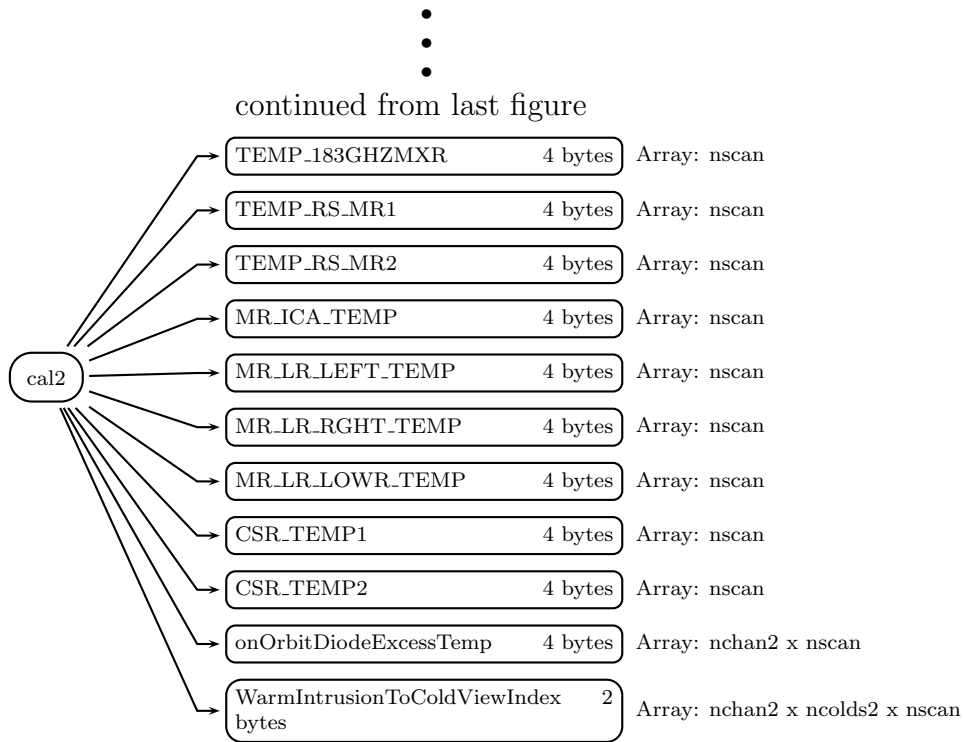 continued from last figure
TEMP_183GHZMXR 4 bytes Array: nscan
TEMP_RS_MR1 4 bytes Array: nscan
TEMP_RS_MR2 4 bytes Array: nscan
MR_ICA_TEMP 4 bytes Array: nscan
cal2
MR_LR_LEFT_TEMP 4 bytes Array: nscan
MR_LR_RGHT_TEMP 4 bytes Array: nscan
MR_LR_LOWR_TEMP 4 bytes Array: nscan
CSR_TEMP1 4 bytes Array: nscan
CSR_TEMP2 4 bytes Array: nscan
onOrbitDiodeExcessTemp 4 bytes Array: nchan2 x nscan
WarmIntrusionToColdViewIndex 2
bytes Array: nchan2 x ncolds2 x nscan